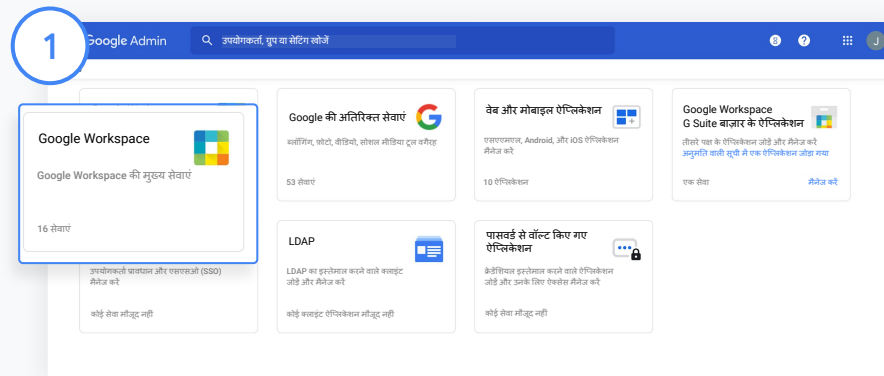 1
Google Admin
उपयोगकर्ता, ग्रुप या सेटिंग खोजें
8
?
J
Google Workspace
Google Workspace की मुख्य सेवाएं
16 सेवाएं
Google की अतिरिक्त सेवाएं
ब्लॉगिंग, फ़ोटो, वीडियो, सोशल मीडिया टूल वगैरह
53 सेवाएं
वेब और मोबाइल ऐप्लिकेशन
एसएएमएल, Android, और iOS ऐप्लिकेशन
मैनेज करें
10 ऐप्लिकेशन
Google Workspace
G Suite बाज़ार के ऐप्लिकेशन
तीसरे पक्ष के ऐप्लिकेशन जोड़ें और मैनेज करें
अनुमति वाली सूची में एक ऐप्लिकेशन जोड़ा गया
एक सेवा
मैनेज करें
उपयोगकर्ता प्रावधान और एसएसओ (SSO)
मैनेज करें
कोई सेवा मौजूद नहीं
LDAP
LDAP का इस्तेमाल करने वाले क्लाइंट
जोड़ें और मैनेज करें
कोई क्लाइंट ऐप्लिकेशन मौजूद नहीं
पासवर्ड से वॉल्ट किए गए
ऐप्लिकेशन
क्रेडेंशियल इस्तेमाल करने वाले ऐप्लिकेशन
जोड़ें और उनके लिए ऐक्सेस मैनेज करें
कोई सेवा मौजूद नहीं